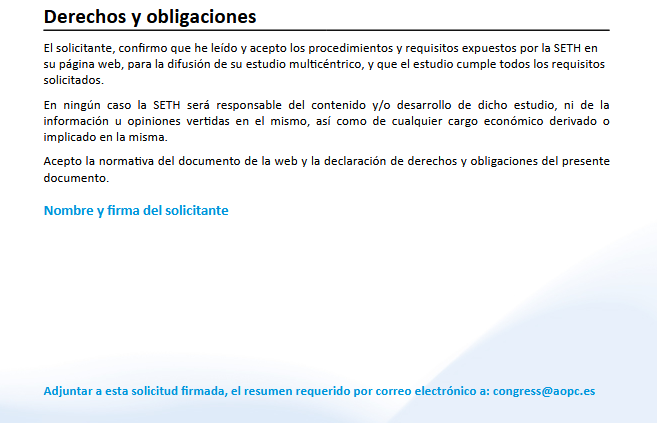 Derechos y obligaciones
El solicitante, confirmo que he leído y acepto los procedimientos y requisitos expuestos por la SETH en
su página web, para la difusión de su estudio multicéntrico, y que el estudio cumple todos los requisitos
solicitados.
En ningún caso la SETH será responsable del contenido y/o desarrollo de dicho estudio, ni de la
información u opiniones vertidas en el mismo, así como de cualquier cargo económico derivado o
implicado en la misma.
Acepto la normativa del documento de la web y la declaración de derechos y obligaciones del presente
documento.
Nombre y firma del solicitante
Adjuntar a esta solicitud firmada, el resumen requerido por correo electrónico a: congress@aopc.es